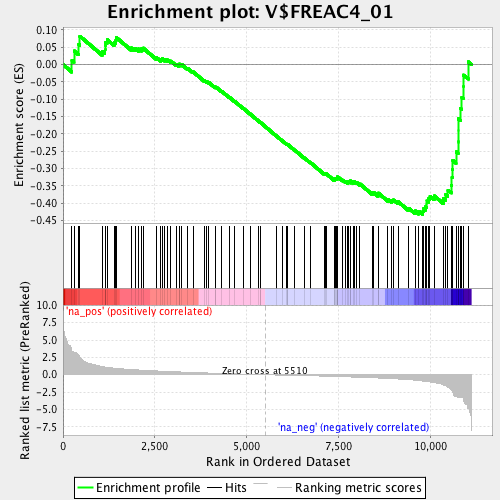 Enrichment plot: V$FREAC4_01
Enrichment score (ES)
0.10
0.05
0.00
-0.05
-0.10
-0.15
-0.20
-0.25
-0.30
-0.35
-0.40
-0.45
'na_pos' (positively correlated)
Ranked list metric (PreRanked)
10.0
7.5
5.0
2.5
0.0
-2.5
-5.0
-7.5
Zero cross at 5510
'na_neg' (negatively correlated)
0
2,500
5,000
7,500
10,000
Rank in Ordered Dataset
Enrichment profile
Hits
Ranking metric scores